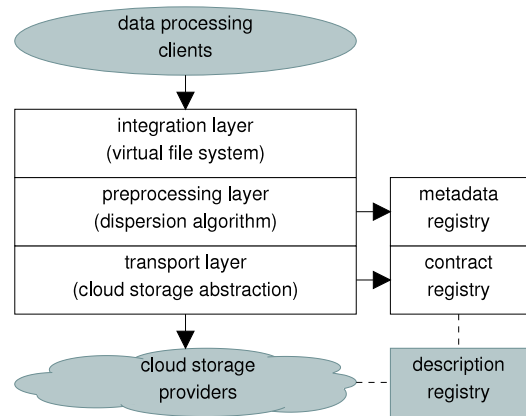 data processing
clients
integration layer
(virtual file system)
preprocessing layer
(dispersion algorithm)
metadata
registry
transport layer
(cloud storage abstraction)
contract
registry
cloud storage
providers
description
registry